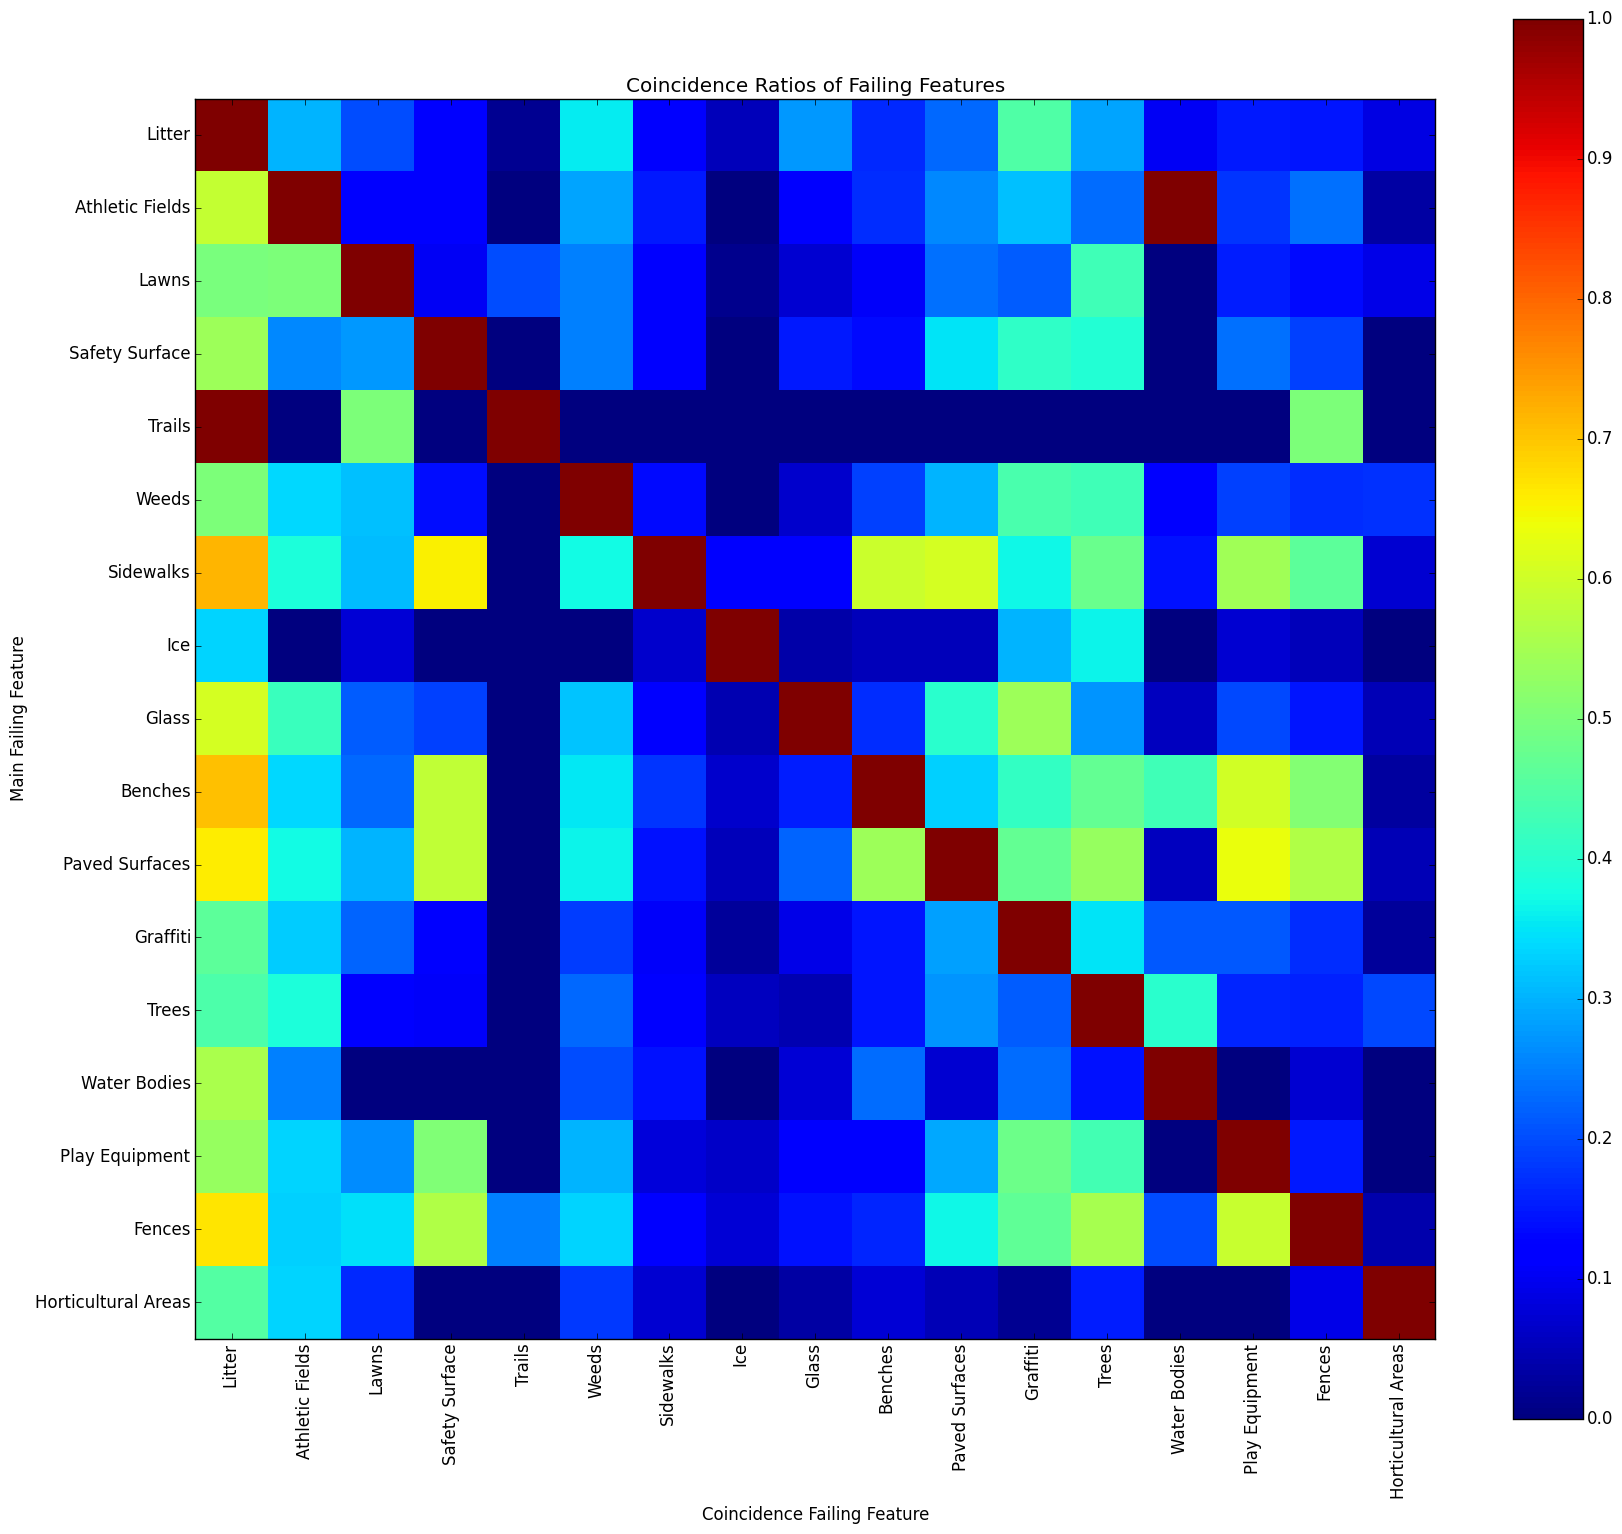 Coincidence Ratios of Failing Features
Main Failing Feature
Litter
Athletic Fields
Lawns
Safety Surface
Trails
Weeds
Sidewalks
Ice
Glass
Benches
Paved Surfaces
Graffiti
Trees
Water Bodies
Play Equipment
Fences
Horticultural Areas
Litter
Athletic Fields
Lawns
Safety Surface
Trails
Weeds
Sidewalks
Ice
Glass
Benches
Paved Surfaces
Graffiti
Trees
Water Bodies
Play Equipment
Fences
Horticultural Areas
Coincidence Failing Feature
1.0
0.9
0.8
0.7
0.6
0.5
0.4
0.3
0.2
0.1
0.0